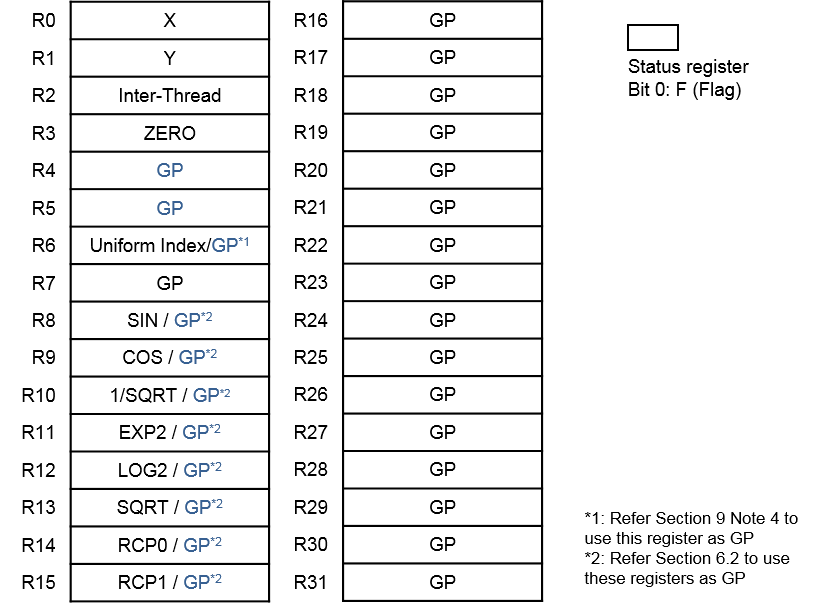 R0 X
R1 Y
R2 Inter-Thread
R3 ZERO
R4 GP
R5 GP
R6 Uniform Index/GP*1
R7 GP
R8 SIN / GP*2
R9 COS / GP*2
R10 1/SQRT / GP*2
R11 EXP2 / GP*2
R12 LOG2 / GP*2
R13 SQRT / GP*2
R14 RCP0 / GP*2
R15 RCP1 / GP*2
R16 GP
R17 GP
R18 GP
R19 GP
R20 GP
R21 GP
R22 GP
R23 GP
R24 GP
R25 GP
R26 GP
R27 GP
R28 GP
R29 GP
R30 GP
R31 GP
Status register
Bit 0: F (Flag)
*1: Refer Section 9 Note 4 to
use this register as GP
*2: Refer Section 6.2 to use
these registers as GP